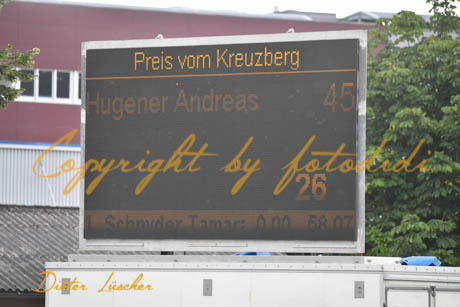 Preis vom Kreuzberg
Hugener Andreas 45
Copyright by fotodidi
26
1. Schnyder Tamar: 0.00 58.07
Dieter Lüscher